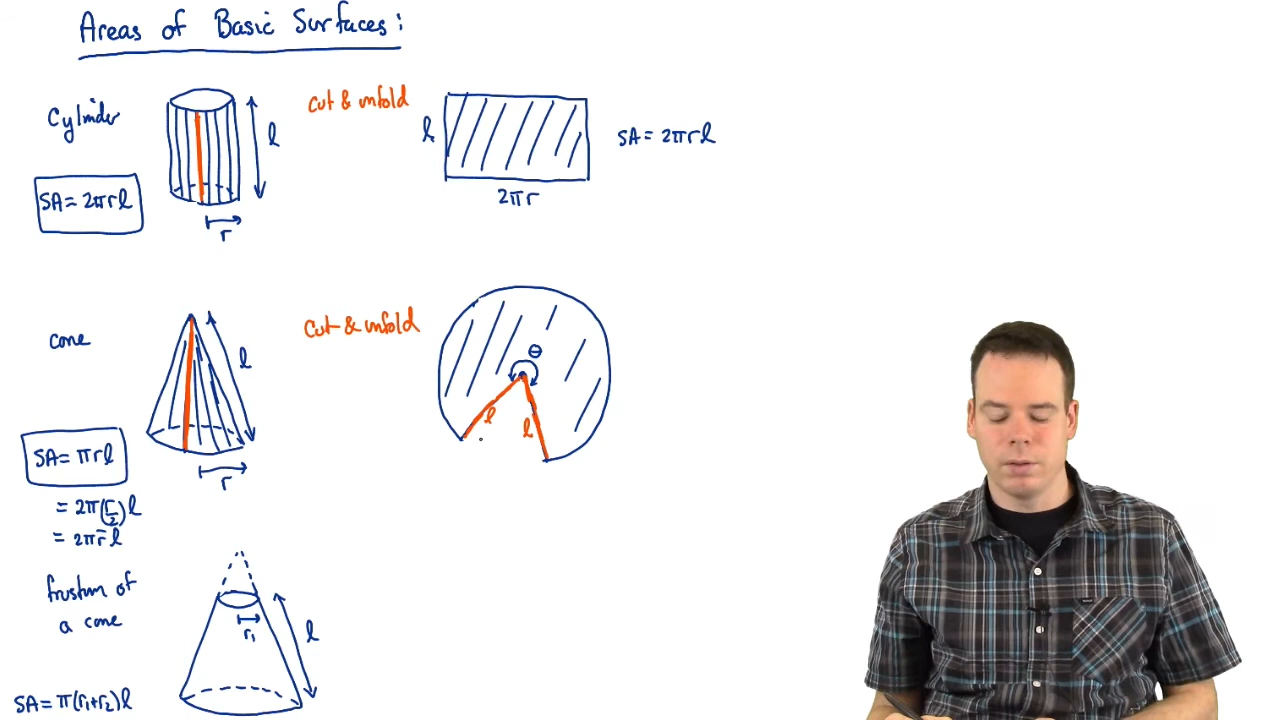 Areas of Basic Surfaces:
Cylinder
l
r
SA = 2πrl
cut & unfold
l
2πr
SA = 2πrl
cone
l
r
SA = πrl
= 2π(r/2)l
= 2πr̄l
cut & unfold
θ
l
l
frustum of
a cone
r₁
l
SA = π(r₁+r₂)l